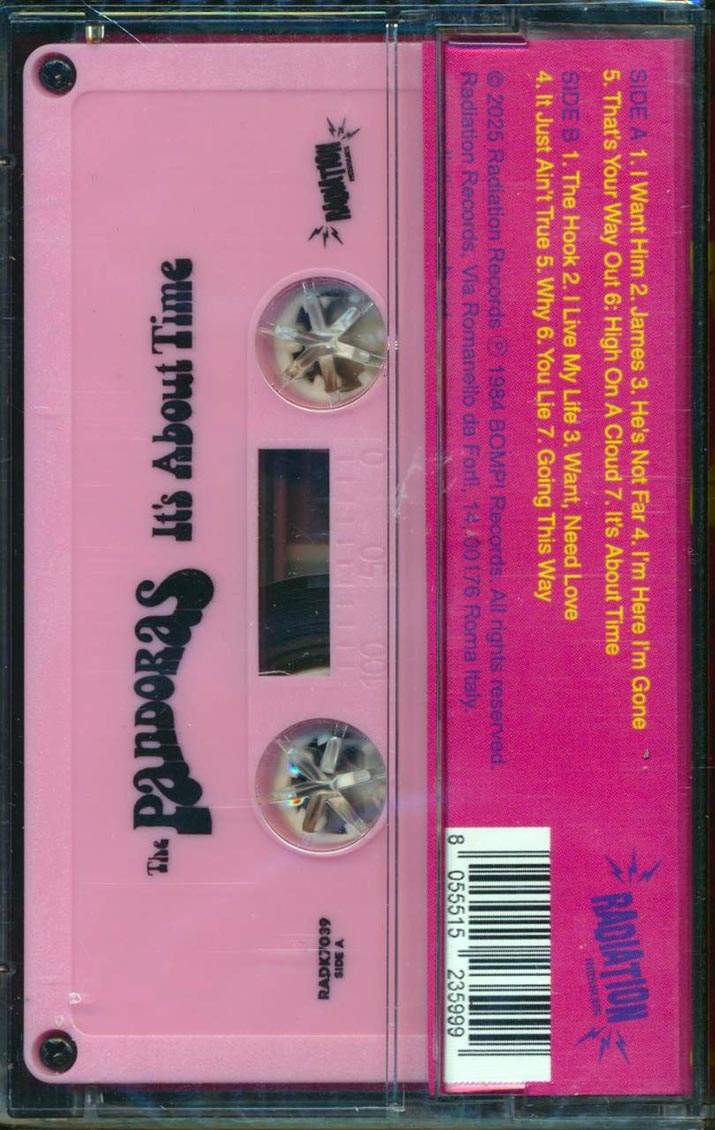 SIDE A 1. I Want Him 2. James 3. He's Not Far 4. I'm Here I'm Gone
5. That's Your Way Out 6: High On A Cloud 7. It's About Time
SIDE B 1. The Hook 2. I Live My Life 3. Want, Need Love
4. It Just Ain't True 5. Why 6. You Lie 7. Going This Way
© 2025 Radiation Records ℗ 1984 BOMP! Records. All rights reserved.
Radiation Records, Via Romanello da Forlì, 14, 00176 Roma Italy.
RADIATION
8 055515 235999
RADIATION
The PANDORAS It's About Time
0 50 100
RADK7039
SIDE A